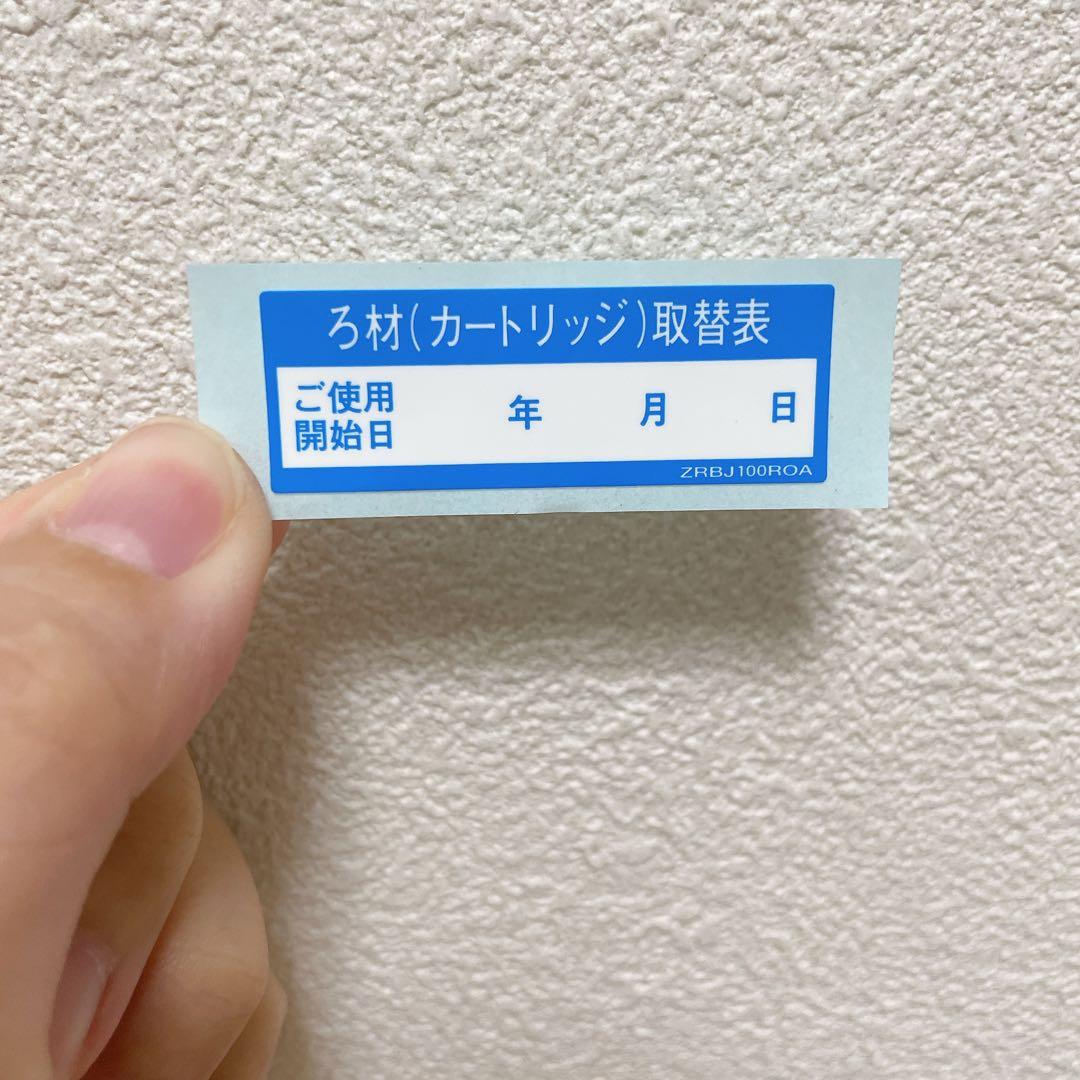 ろ材(カートリッジ)取替表
ご使用
開始日 年 月 日
ZRBJ100ROA